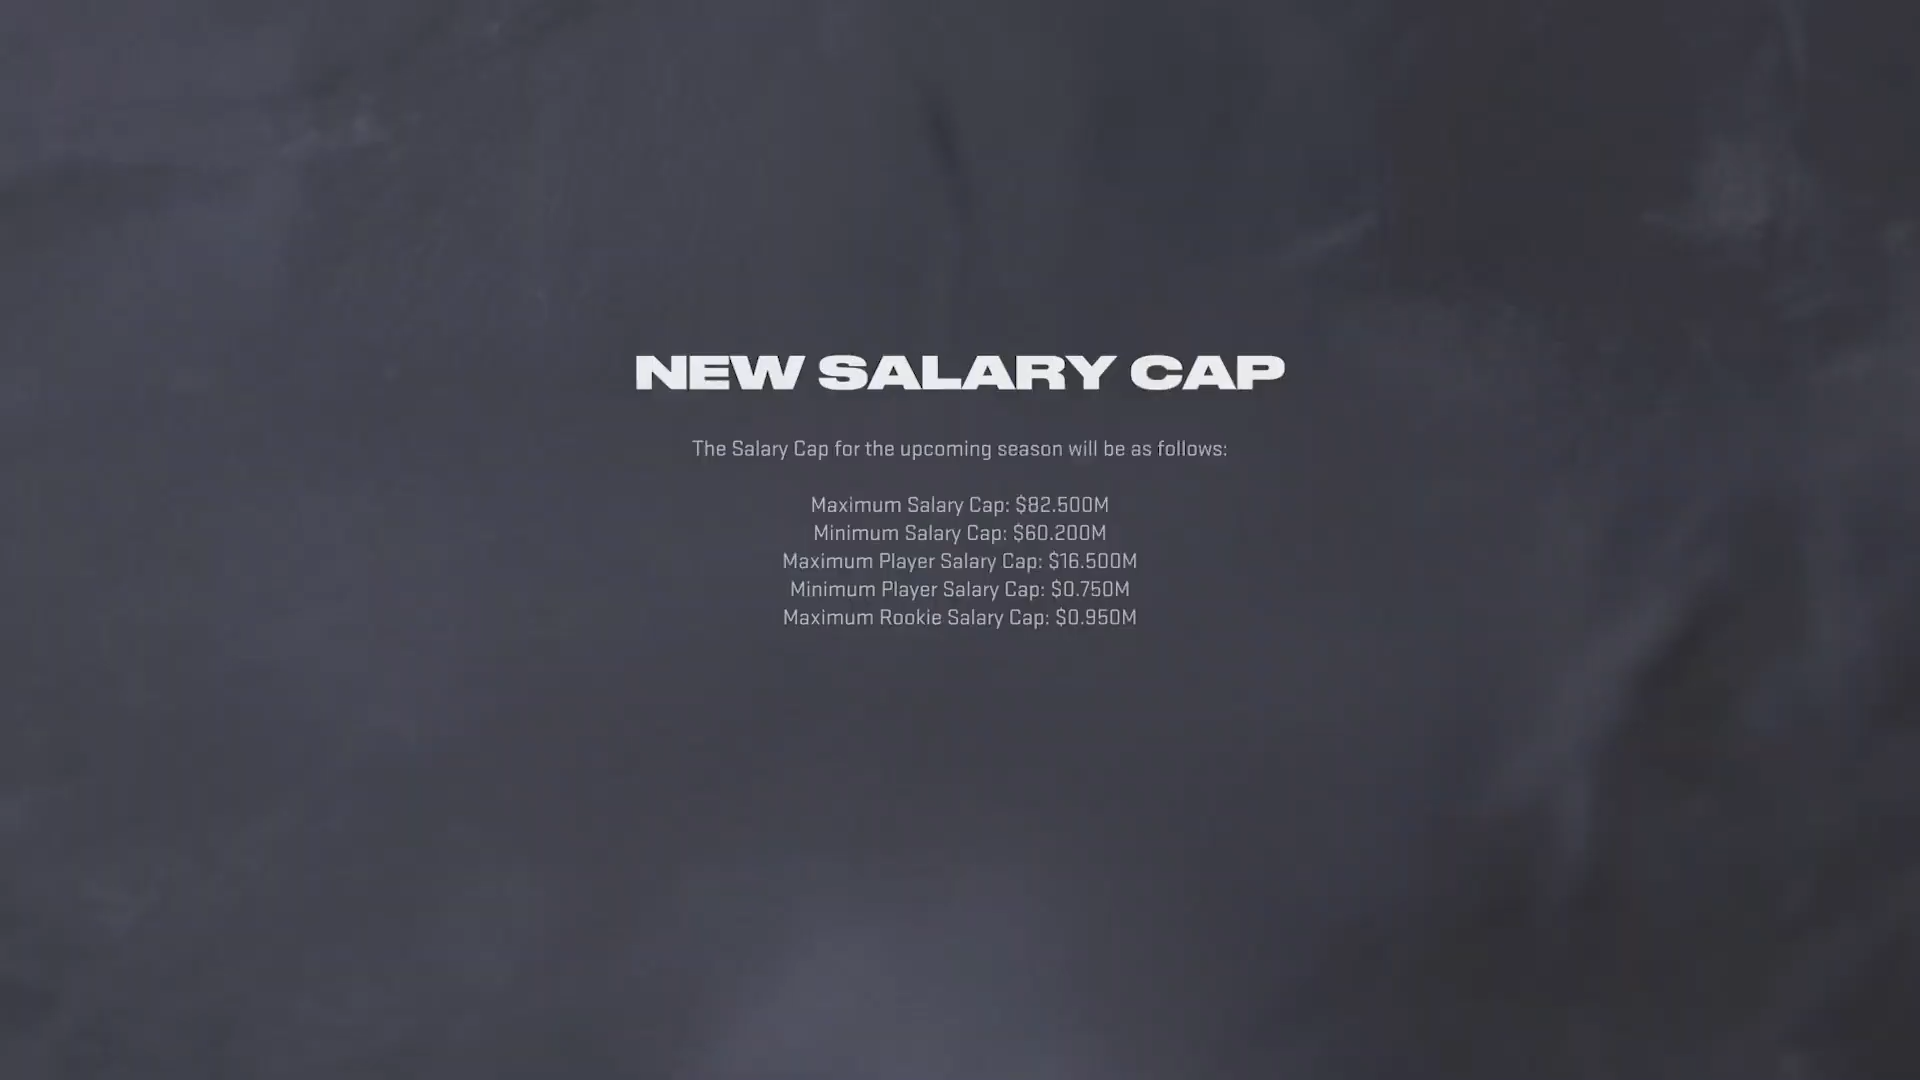 NEW SALARY CAP
The Salary Cap for the upcoming season will be as follows:
Maximum Salary Cap: $82.500M
Minimum Salary Cap: $60.200M
Maximum Player Salary Cap: $16.500M
Minimum Player Salary Cap: $0.750M
Maximum Rookie Salary Cap: $0.950M